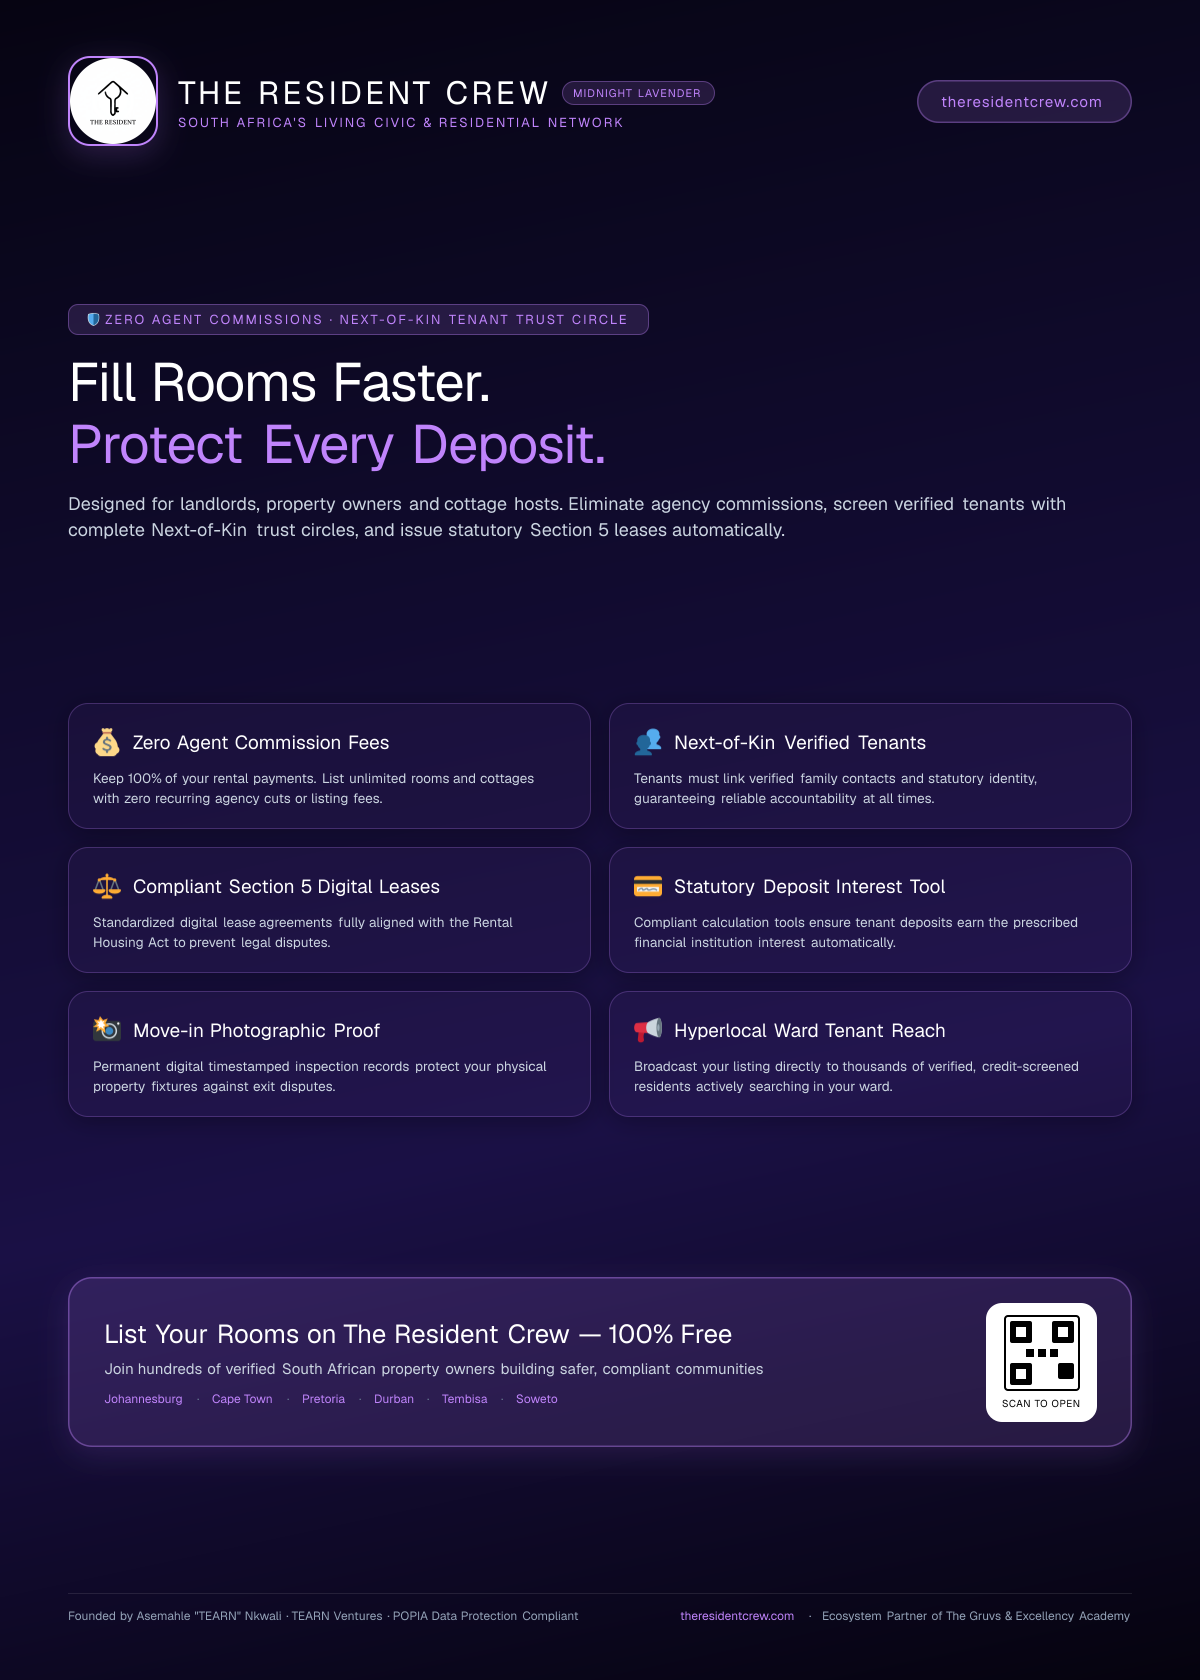 THE RESIDENT
THE RESIDENT CREW
MIDNIGHT LAVENDER
SOUTH AFRICA'S LIVING CIVIC & RESIDENTIAL NETWORK
theresidentcrew.com
ZERO AGENT COMMISSIONS · NEXT-OF-KIN TENANT TRUST CIRCLE
Fill Rooms Faster.
Protect Every Deposit.
Designed for landlords, property owners and cottage hosts. Eliminate agency commissions, screen verified tenants with
complete Next-of-Kin trust circles, and issue statutory Section 5 leases automatically.
Zero Agent Commission Fees
Keep 100% of your rental payments. List unlimited rooms and cottages
with zero recurring agency cuts or listing fees.
Next-of-Kin Verified Tenants
Tenants must link verified family contacts and statutory identity,
guaranteeing reliable accountability at all times.
Compliant Section 5 Digital Leases
Standardized digital lease agreements fully aligned with the Rental
Housing Act to prevent legal disputes.
Statutory Deposit Interest Tool
Compliant calculation tools ensure tenant deposits earn the prescribed
financial institution interest automatically.
Move-in Photographic Proof
Permanent digital timestamped inspection records protect your physical
property fixtures against exit disputes.
Hyperlocal Ward Tenant Reach
Broadcast your listing directly to thousands of verified, credit-screened
residents actively searching in your ward.
List Your Rooms on The Resident Crew — 100% Free
Join hundreds of verified South African property owners building safer, compliant communities
Johannesburg · Cape Town · Pretoria · Durban · Tembisa · Soweto
SCAN TO OPEN
Founded by Asemahle "TEARN" Nkwali · TEARN Ventures · POPIA Data Protection Compliant
theresidentcrew.com · Ecosystem Partner of The Gruvs & Excellency Academy